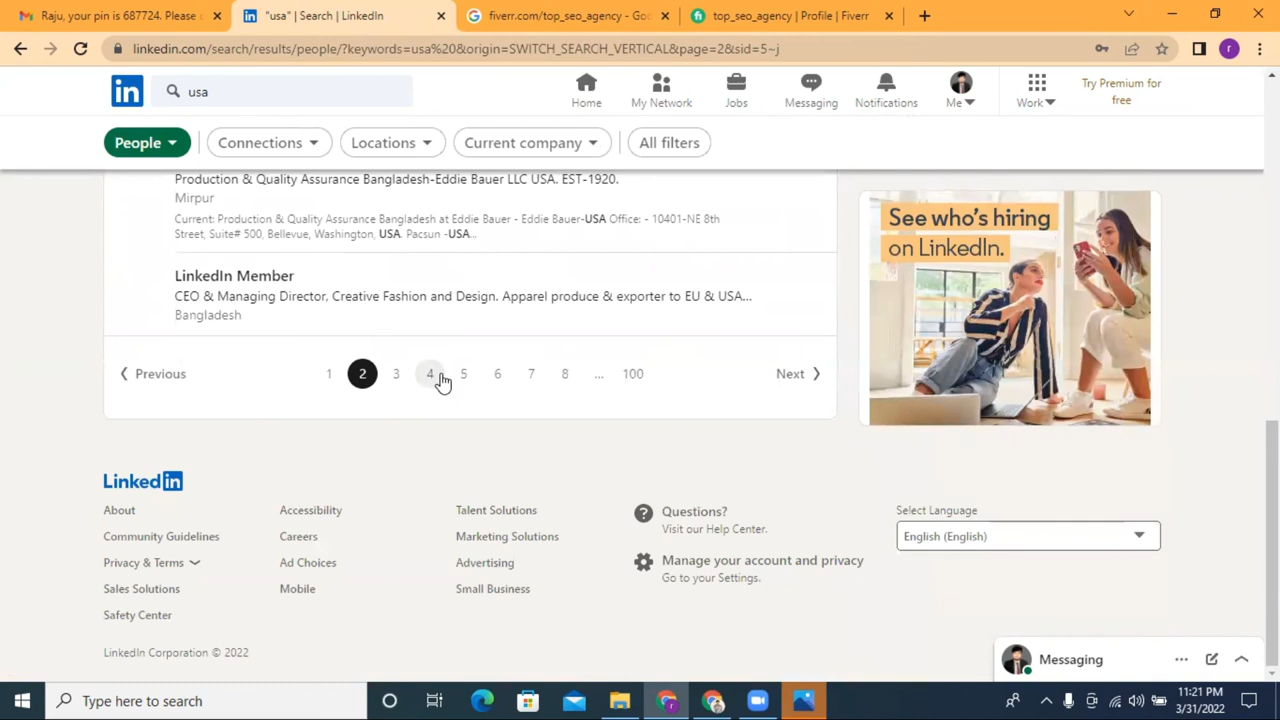 Raju, your pin is 687724. Please
"usa" | Search | LinkedIn
fiverr.com/top_seo_agency - Goo
top_seo_agency | Profile | Fiverr
linkedin.com/search/results/people/?keywords=usa%20&origin=SWITCH_SEARCH_VERTICAL&page=2&sid=5~j
r
in
usa
Home
My Network
Jobs
Messaging
Notifications
Me
Work
Try Premium for
free
People
Connections
Locations
Current company
All filters
Production & Quality Assurance Bangladesh-Eddie Bauer LLC USA. EST-1920.
Mirpur
Current: Production & Quality Assurance Bangladesh at Eddie Bauer - Eddie Bauer-USA Office: - 10401-NE 8th
Street, Suite# 500, Bellevue, Washington, USA. Pacsun -USA...
LinkedIn Member
CEO & Managing Director, Creative Fashion and Design. Apparel produce & exporter to EU & USA...
Bangladesh
Previous 1 2 3 4 5 6 7 8 ... 100 Next
See who's hiring
on LinkedIn.
LinkedIn
About
Community Guidelines
Privacy & Terms
Sales Solutions
Safety Center
Accessibility
Careers
Ad Choices
Mobile
Talent Solutions
Marketing Solutions
Advertising
Small Business
Questions?
Visit our Help Center.
Manage your account and privacy
Go to your Settings.
Select Language
English (English)
LinkedIn Corporation © 2022
Messaging
Type here to search
11:21 PM
3/31/2022